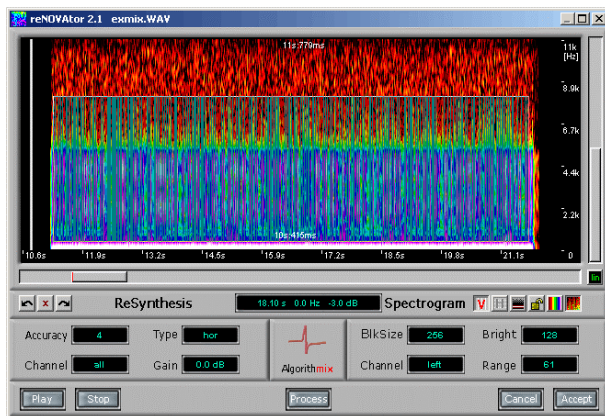 reNOVAtor 2.1 exmix.WAV
11s:779ms
11k
[Hz]
8.9k
6.7k
4.4k
2.2k
0
10s:415ms
10.6s 11.9s 13.2s 14.5s 15.9s 17.2s 18.5s 19.8s 21.1s
lin
x ReSynthesis 18.10 s 0.0 Hz -3.0 dB Spectrogram V H
Accuracy 4 Type hor BlkSize 256 Bright 128
Channel all Gain 0.0 dB Algorithmix Channel left Range 61
Play Stop Process Cancel Accept